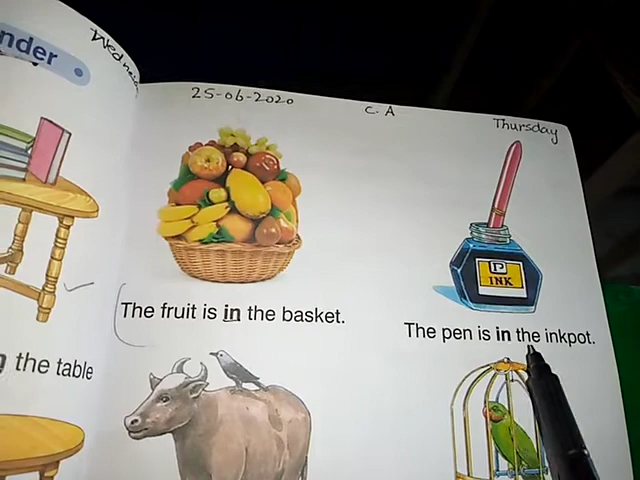 nder
Wednes
25-06-2020
C.A
Thursday
P
INK
The fruit is in the basket.
The pen is in the inkpot.
the table